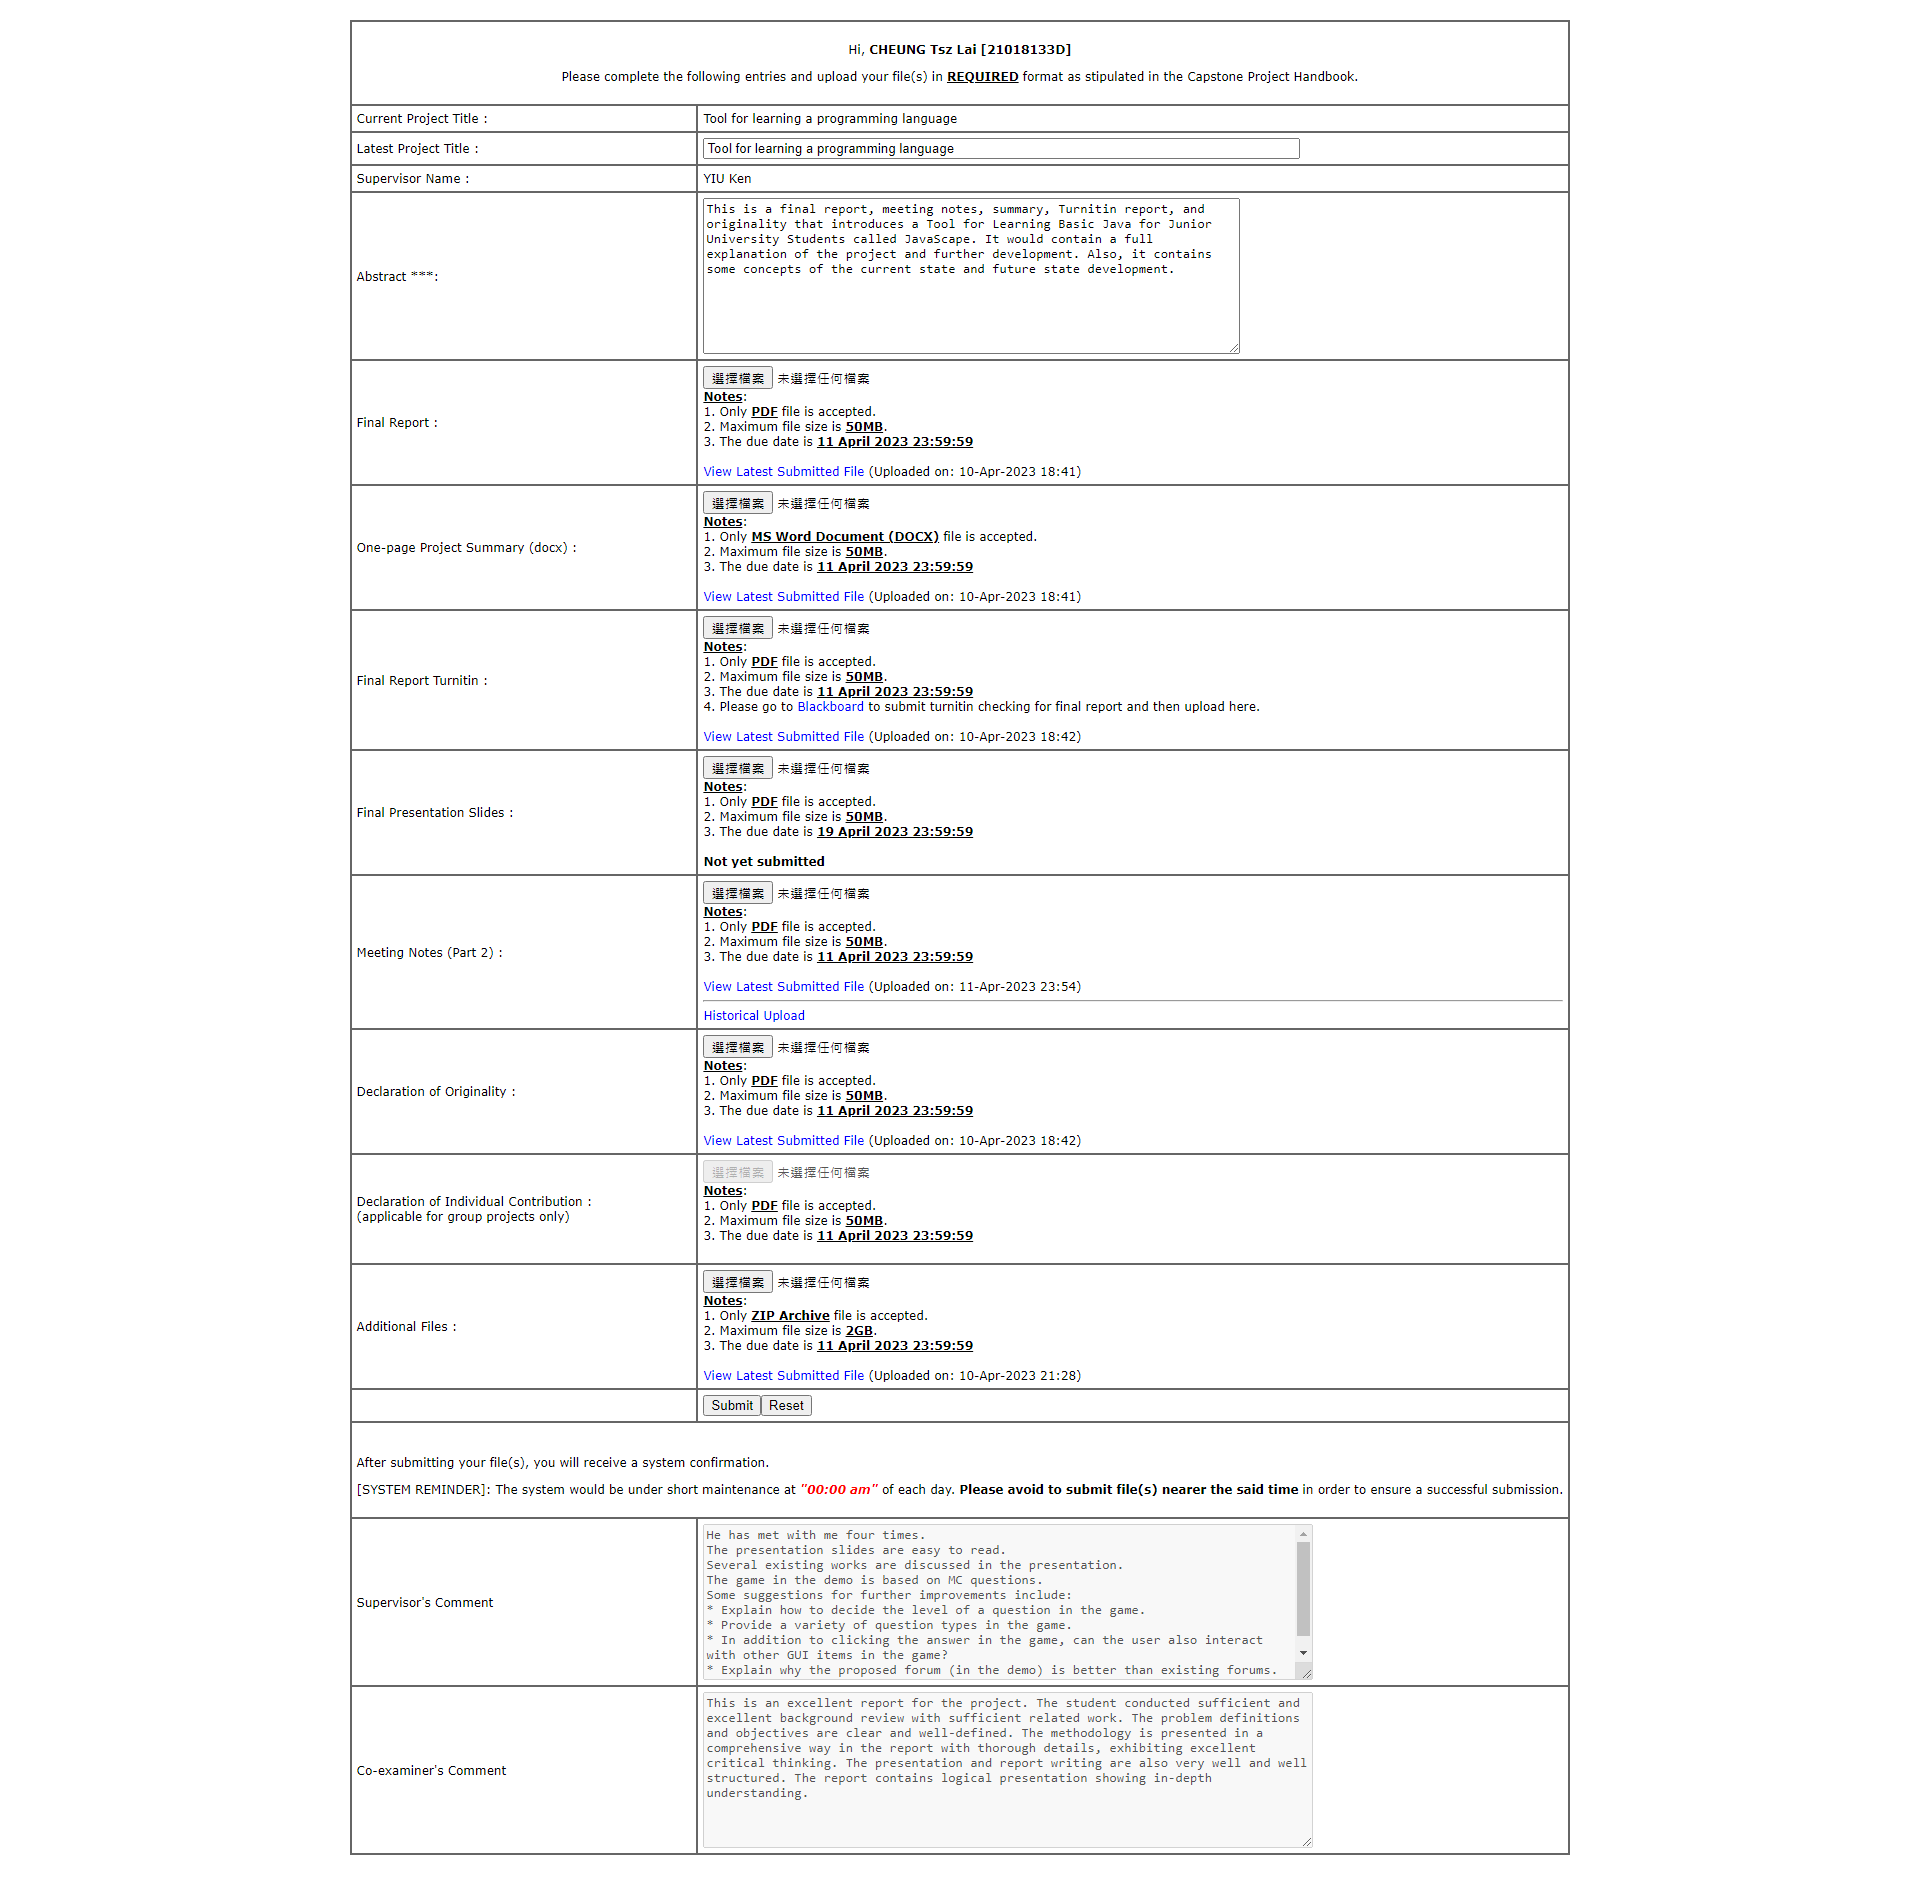 Hi, CHEUNG Tsz Lai [21018133D]
Please complete the following entries and upload your file(s) in REQUIRED format as stipulated in the Capstone Project Handbook.
Current Project Title :
Tool for learning a programming language
Latest Project Title :
Tool for learning a programming language
Supervisor Name :
YIU Ken
Abstract ***:
This is a final report, meeting notes, summary, Turnitin report, and
originality that introduces a Tool for Learning Basic Java for Junior
University Students called JavaScape. It would contain a full
explanation of the project and further development. Also, it contains
some concepts of the current state and future state development.
Final Report :
選擇檔案 未選擇任何檔案
Notes:
1. Only PDF file is accepted.
2. Maximum file size is 50MB.
3. The due date is 11 April 2023 23:59:59
View Latest Submitted File (Uploaded on: 10-Apr-2023 18:41)
One-page Project Summary (docx) :
選擇檔案 未選擇任何檔案
Notes:
1. Only MS Word Document (DOCX) file is accepted.
2. Maximum file size is 50MB.
3. The due date is 11 April 2023 23:59:59
View Latest Submitted File (Uploaded on: 10-Apr-2023 18:41)
Final Report Turnitin :
選擇檔案 未選擇任何檔案
Notes:
1. Only PDF file is accepted.
2. Maximum file size is 50MB.
3. The due date is 11 April 2023 23:59:59
4. Please go to Blackboard to submit turnitin checking for final report and then upload here.
View Latest Submitted File (Uploaded on: 10-Apr-2023 18:42)
Final Presentation Slides :
選擇檔案 未選擇任何檔案
Notes:
1. Only PDF file is accepted.
2. Maximum file size is 50MB.
3. The due date is 19 April 2023 23:59:59
Not yet submitted
Meeting Notes (Part 2) :
選擇檔案 未選擇任何檔案
Notes:
1. Only PDF file is accepted.
2. Maximum file size is 50MB.
3. The due date is 11 April 2023 23:59:59
View Latest Submitted File (Uploaded on: 11-Apr-2023 23:54)
Historical Upload
Declaration of Originality :
選擇檔案 未選擇任何檔案
Notes:
1. Only PDF file is accepted.
2. Maximum file size is 50MB.
3. The due date is 11 April 2023 23:59:59
View Latest Submitted File (Uploaded on: 10-Apr-2023 18:42)
Declaration of Individual Contribution :
(applicable for group projects only)
選擇檔案 未選擇任何檔案
Notes:
1. Only PDF file is accepted.
2. Maximum file size is 50MB.
3. The due date is 11 April 2023 23:59:59
Additional Files :
選擇檔案 未選擇任何檔案
Notes:
1. Only ZIP Archive file is accepted.
2. Maximum file size is 2GB.
3. The due date is 11 April 2023 23:59:59
View Latest Submitted File (Uploaded on: 10-Apr-2023 21:28)
Submit Reset
After submitting your file(s), you will receive a system confirmation.
[SYSTEM REMINDER]: The system would be under short maintenance at "00:00 am" of each day. Please avoid to submit file(s) nearer the said time in order to ensure a successful submission.
Supervisor's Comment
He has met with me four times.
The presentation slides are easy to read.
Several existing works are discussed in the presentation.
The game in the demo is based on MC questions.
Some suggestions for further improvements include:
* Explain how to decide the level of a question in the game.
* Provide a variety of question types in the game.
* In addition to clicking the answer in the game, can the user also interact
with other GUI items in the game?
* Explain why the proposed forum (in the demo) is better than existing forums.
Co-examiner's Comment
This is an excellent report for the project. The student conducted sufficient and
excellent background review with sufficient related work. The problem definitions
and objectives are clear and well-defined. The methodology is presented in a
comprehensive way in the report with thorough details, exhibiting excellent
critical thinking. The presentation and report writing are also very well and well
structured. The report contains logical presentation showing in-depth
understanding.